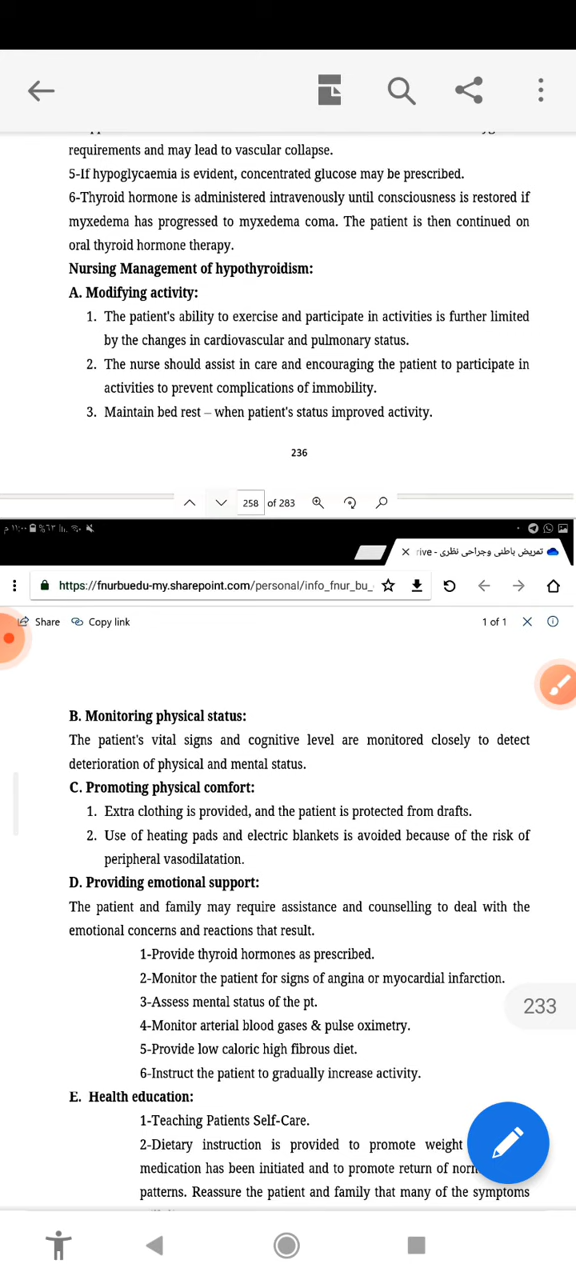 requirements and may lead to vascular collapse.
5-If hypoglycaemia is evident, concentrated glucose may be prescribed.
6-Thyroid hormone is administered intravenously until consciousness is restored if
myxedema has progressed to myxedema coma. The patient is then continued on
oral thyroid hormone therapy.
Nursing Management of hypothyroidism:
A. Modifying activity:
1. The patient's ability to exercise and participate in activities is further limited
by the changes in cardiovascular and pulmonary status.
2. The nurse should assist in care and encouraging the patient to participate in
activities to prevent complications of immobility.
3. Maintain bed rest – when patient's status improved activity.
236
258 of 283
م ١١:٠٠ %٦٣
تمريض باطنى وجراحى نظرى - rive
https://fnurbuedu-my.sharepoint.com/personal/info_fnur_bu_
Share Copy link 1 of 1
B. Monitoring physical status:
The patient's vital signs and cognitive level are monitored closely to detect
deterioration of physical and mental status.
C. Promoting physical comfort:
1. Extra clothing is provided, and the patient is protected from drafts.
2. Use of heating pads and electric blankets is avoided because of the risk of
peripheral vasodilatation.
D. Providing emotional support:
The patient and family may require assistance and counselling to deal with the
emotional concerns and reactions that result.
1-Provide thyroid hormones as prescribed.
2-Monitor the patient for signs of angina or myocardial infarction.
3-Assess mental status of the pt.
233
4-Monitor arterial blood gases & pulse oximetry.
5-Provide low caloric high fibrous diet.
6-Instruct the patient to gradually increase activity.
E. Health education:
1-Teaching Patients Self-Care.
2-Dietary instruction is provided to promote weight
medication has been initiated and to promote return of
patterns. Reassure the patient and family that many of the symptoms